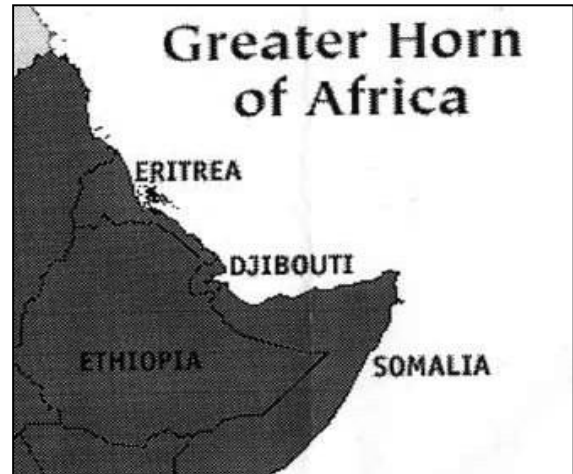 Greater Horn
of Africa
ERITREA
DJIBOUTI
ETHIOPIA
SOMALIA